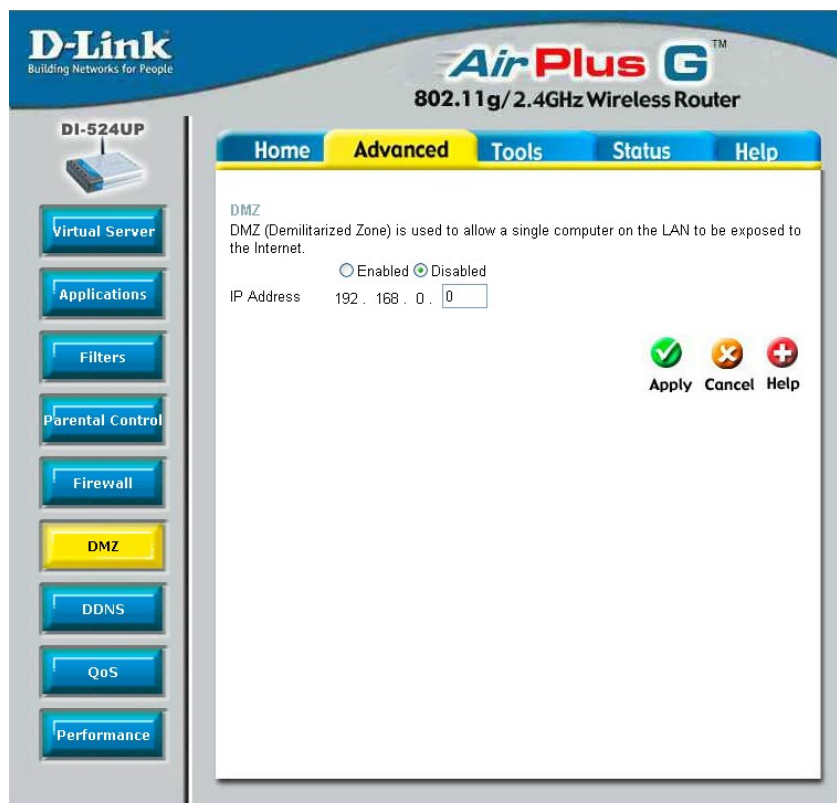 D-Link
Building Networks for People
Air Plus G™
802.11g/2.4GHz Wireless Router
DI-524UP
Home Advanced Tools Status Help
Virtual Server
Applications
Filters
Parental Control
Firewall
DMZ
DDNS
QoS
Performance
DMZ
DMZ (Demilitarized Zone) is used to allow a single computer on the LAN to be exposed to
the Internet.
Enabled Disabled
IP Address 192 . 168 . 0 . 0
Apply Cancel Help